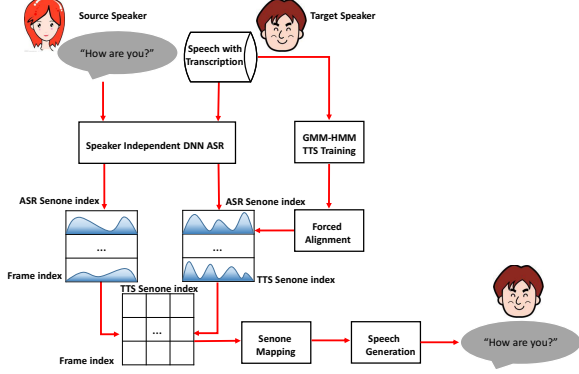 Source Speaker
Target Speaker
“How are you?”
Speech with
Transcription
Speaker Independent DNN ASR
GMM-HMM
TTS Training
ASR Senone index
ASR Senone index
...
...
Forced
Alignment
Frame index
TTS Senone index
TTS Senone index
...
Frame index
Senone
Mapping
Speech
Generation
“How are you?”